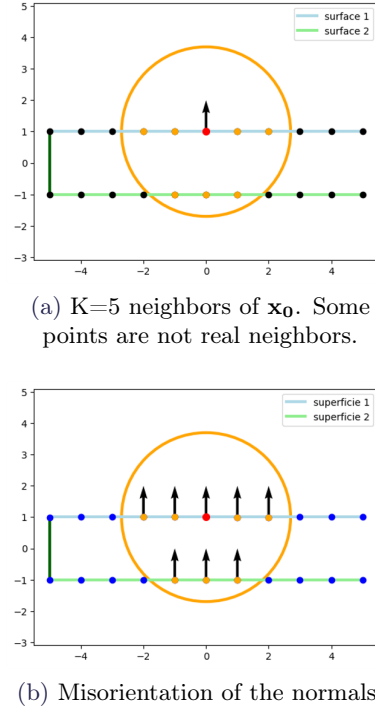 5
4
3
2
1
0
−1
−2
−3
surface 1
surface 2
−4 −2 0 2 4
(a) K=5 neighbors of x₀. Some
points are not real neighbors.
5
4
3
2
1
0
−1
−2
−3
superficie 1
superficie 2
−4 −2 0 2 4
(b) Misorientation of the normals